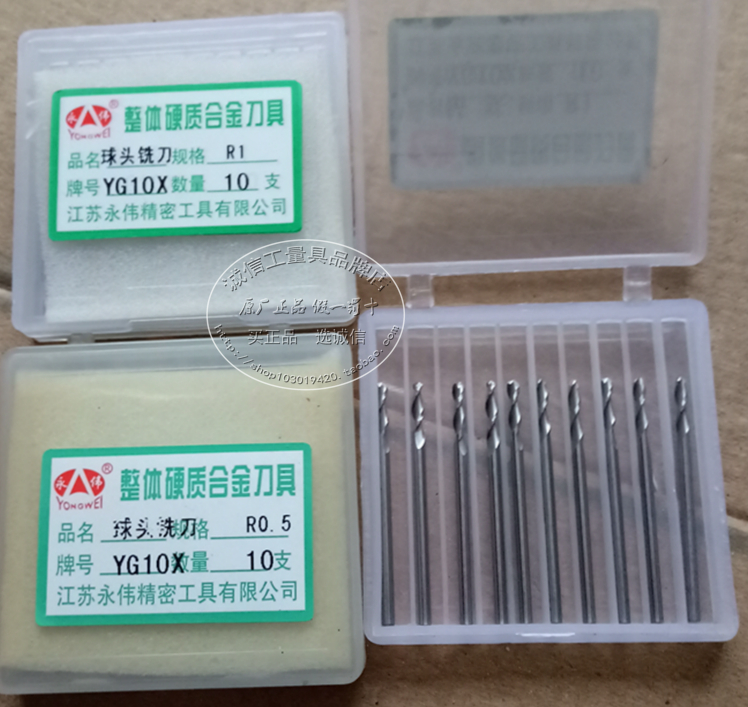 永 伟 ®
YONGWEI
整体硬质合金刀具
品名 球头铣刀 规格 R1
牌号 YG10X 数量 10 支
江苏永伟精密工具有限公司
诚信工量具品牌店
原厂正品 假一罚十
买正品 选诚信
http://shop103019420.taobao.com
永 伟 ®
YONGWEI
整体硬质合金刀具
品名 球头铣刀 规格 R0.5
牌号 YG10X 数量 10 支
江苏永伟精密工具有限公司